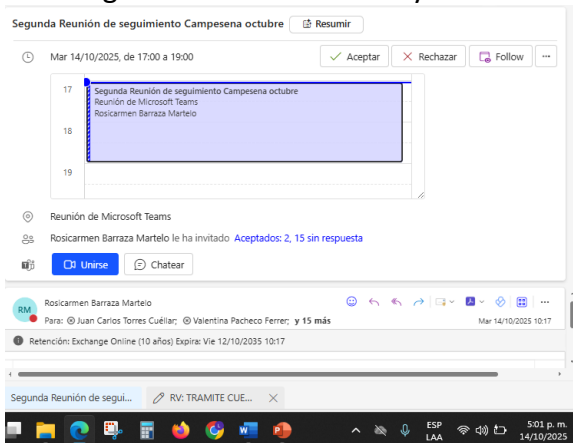 Segunda Reunión de seguimiento Campesena octubre Resumir
Mar 14/10/2025, de 17:00 a 19:00 Aceptar Rechazar Follow
17
Segunda Reunión de seguimiento Campesena octubre
Reunión de Microsoft Teams
Rosicarmen Barraza Martelo
18
19
Reunión de Microsoft Teams
Rosicarmen Barraza Martelo le ha invitado Aceptados: 2, 15 sin respuesta
Unirse Chatear
RM
Rosicarmen Barraza Martelo
Para: Juan Carlos Torres Cuéllar; Valentina Pacheco Ferrer; y 15 más Mar 14/10/2025 10:17
Retención: Exchange Online (10 años) Expira: Vie 12/10/2035 10:17
Segunda Reunión de segui... RV: TRAMITE CUE...
ESP
LAA
5:01 p. m.
14/10/2025